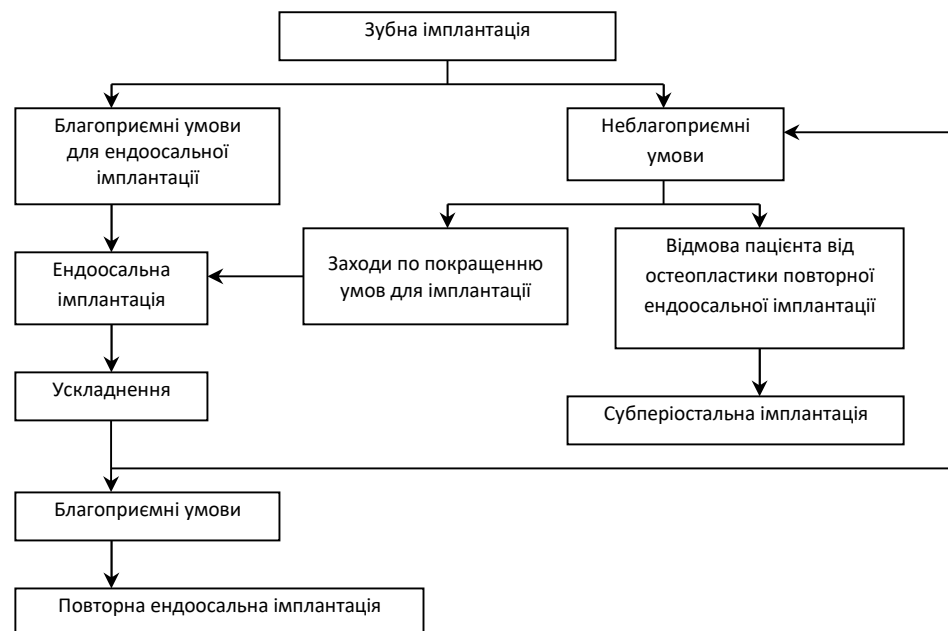 Зубна імплантація
Благоприємні умови
для ендоосальної
імплантації
Неблагоприємні
умови
Ендоосальна
імплантація
Заходи по покращенню
умов для імплантації
Відмова пацієнта від
остеопластики повторної
ендоосальної імплантації
Ускладнення
Субперіостальна імплантація
Благоприємні умови
Повторна ендоосальна імплантація